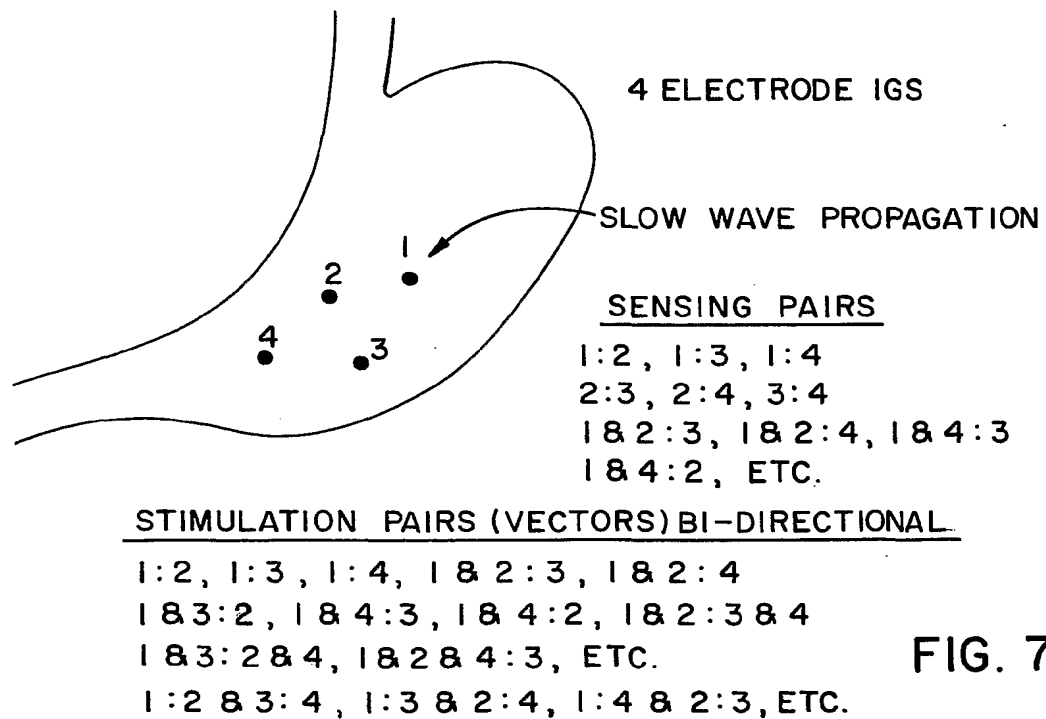 4 ELECTRODE IGS
SLOW WAVE PROPAGATION
1
2
4
3
SENSING PAIRS
1:2, 1:3, 1:4
2:3, 2:4, 3:4
1&2:3, 1&2:4, 1&4:3
1&4:2, ETC.
STIMULATION PAIRS (VECTORS) BI-DIRECTIONAL
1:2, 1:3, 1:4, 1&2:3, 1&2:4
1&3:2, 1&4:3, 1&4:2, 1&2:3&4
1&3:2&4, 1&2&4:3, ETC.
1:2&3:4, 1:3&2:4, 1:4&2:3, ETC.
FIG. 7